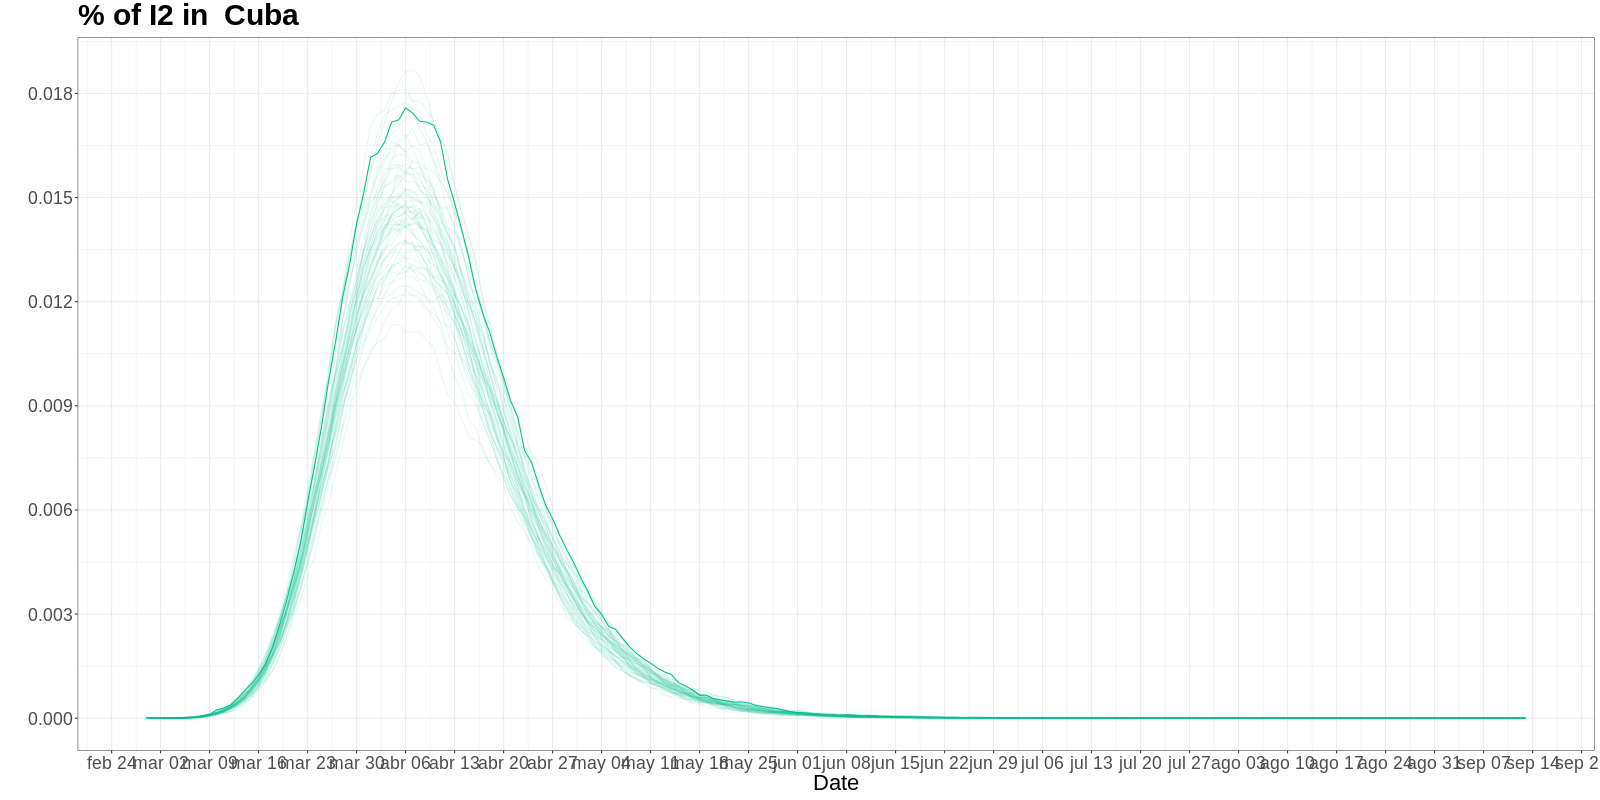 % of I2 in  Cuba
0.018
0.015
0.012
0.009
0.006
0.003
0.000
feb 24 mar 02 mar 09 mar 16 mar 23 mar 30 abr 06 abr 13 abr 20 abr 27 may 04 may 11 may 18 may 25 jun 01 jun 08 jun 15 jun 22 jun 29 jul 06 jul 13 jul 20 jul 27 ago 03 ago 10 ago 17 ago 24 ago 31 sep 07 sep 14 sep 2
Date